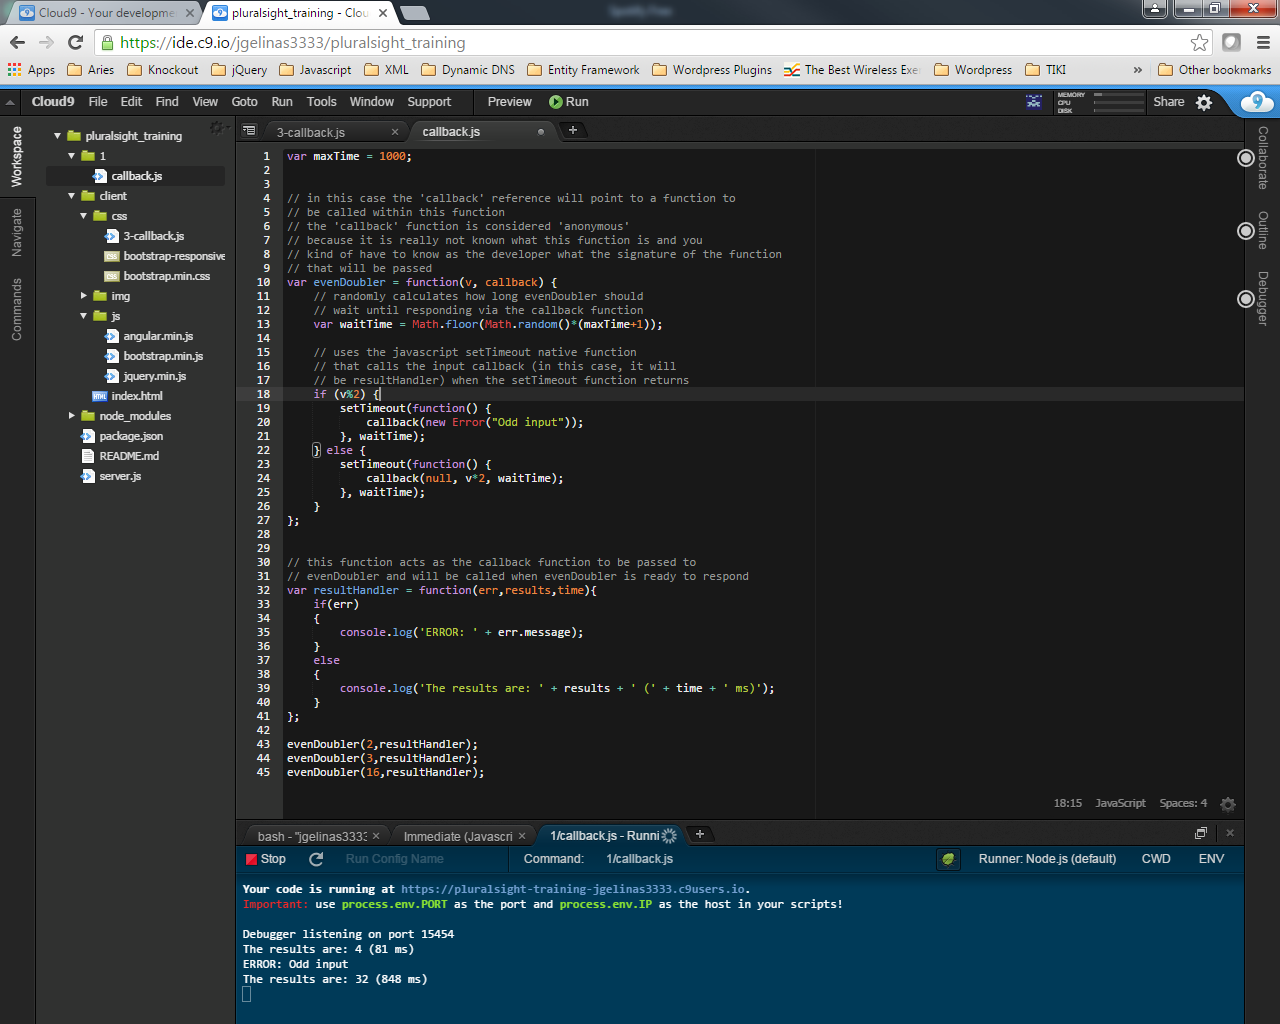 Cloud9 - Your developme
pluralsight_training - Clou
https://ide.c9.io/jgelinas3333/pluralsight_training
Apps Aries Knockout jQuery Javascript XML Dynamic DNS Entity Framework Wordpress Plugins The Best Wireless Exe Wordpress TIKI » Other bookmarks
Cloud9 File Edit Find View Goto Run Tools Window Support Preview Run MEMORY CPU DISK Share 9
Workspace
Navigate
Commands
pluralsight_training
1
callback.js
client
css
3-callback.js
bootstrap-responsive
bootstrap.min.css
img
js
angular.min.js
bootstrap.min.js
jquery.min.js
index.html
node_modules
package.json
README.md
server.js
3-callback.js callback.js
1 var maxTime = 1000;
2
3
4 // in this case the 'callback' reference will point to a function to
5 // be called within this function
6 // the 'callback' function is considered 'anonymous'
7 // because it is really not known what this function is and you
8 // kind of have to know as the developer what the signature of the function
9 // that will be passed
10 var evenDoubler = function(v, callback) {
11 // randomly calculates how long evenDoubler should
12 // wait until responding via the callback function
13 var waitTime = Math.floor(Math.random()*(maxTime+1));
14
15 // uses the javascript setTimeout native function
16 // that calls the input callback (in this case, it will
17 // be resultHandler) when the setTimeout function returns
18 if (v%2) {
19 setTimeout(function() {
20 callback(new Error("Odd input"));
21 }, waitTime);
22 } else {
23 setTimeout(function() {
24 callback(null, v*2, waitTime);
25 }, waitTime);
26 }
27 };
28
29
30 // this function acts as the callback function to be passed to
31 // evenDoubler and will be called when evenDoubler is ready to respond
32 var resultHandler = function(err,results,time){
33 if(err)
34 {
35 console.log('ERROR: ' + err.message);
36 }
37 else
38 {
39 console.log('The results are: ' + results + ' (' + time + ' ms)');
40 }
41 };
42
43 evenDoubler(2,resultHandler);
44 evenDoubler(3,resultHandler);
45 evenDoubler(16,resultHandler);
18:15 JavaScript Spaces: 4
Collaborate
Outline
Debugger
bash - "jgelinas3333 Immediate (Javascri 1/callback.js - Runni
Stop Run Config Name Command: 1/callback.js Runner: Node.js (default) CWD ENV
Your code is running at https://pluralsight-training-jgelinas3333.c9users.io.
Important: use process.env.PORT as the port and process.env.IP as the host in your scripts!
Debugger listening on port 15454
The results are: 4 (81 ms)
ERROR: Odd input
The results are: 32 (848 ms)